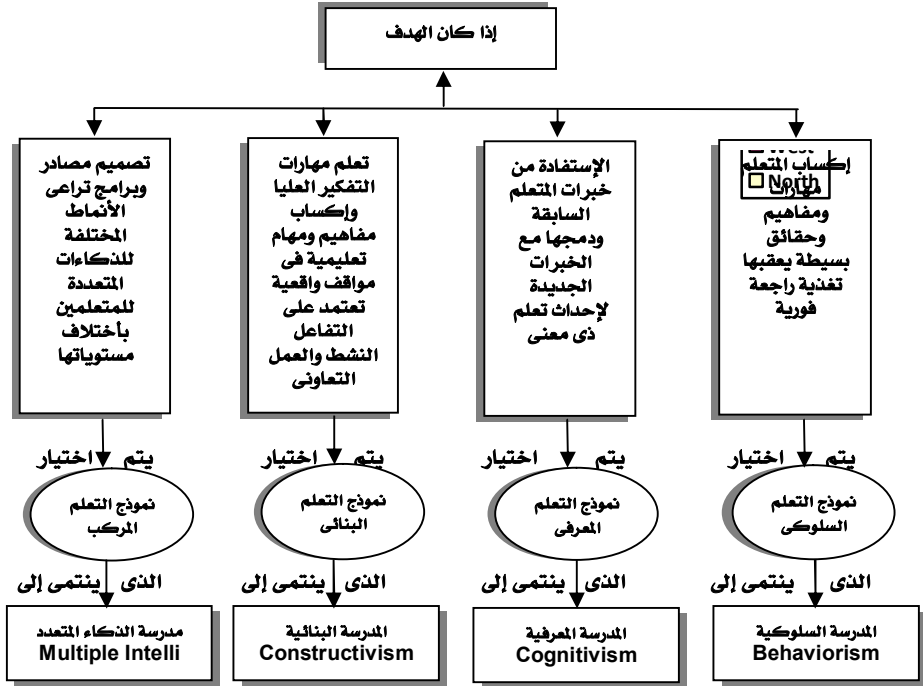 إذا كان الهدف
إكساب المتعلم
مهارات
ومفاهيم
وحقائق
بسيطة يعقبها
تغذية راجعة
فورية
West
North
الإستفادة من
خبرات المتعلم
السابقة
ودمجها مع
الخبرات
الجديدة
لإحداث تعلم
ذى معنى
تعلم مهارات
التفكير العليا
وإكساب
مفاهيم ومهام
تعليمية فى
مواقف واقعية
تعتمد على
التفاعل
النشط والعمل
التعاونى
تصميم مصادر
وبرامج تراعى
الأنماط
المختلفة
للذكاءات
المتعددة
للمتعلمين
بأختلاف
مستوياتها
يتم اختيار
يتم اختيار
يتم اختيار
يتم اختيار
نموذج التعلم
السلوكى
نموذج التعلم
المعرفى
نموذج التعلم
البنائى
نموذج التعلم
المركب
الذى ينتمى إلى
الذى ينتمى إلى
الذى ينتمى إلى
الذى ينتمى إلى
المدرسة السلوكية
Behaviorism
المدرسة المعرفية
Cognitivism
المدرسة البنائية
Constructivism
مدرسة الذكاء المتعدد
Multiple Intelli